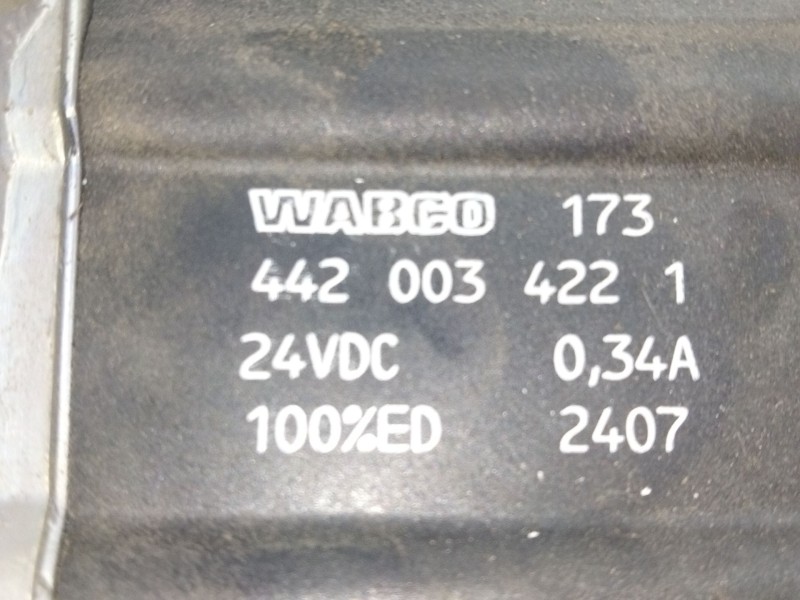 WABCO 173
442 003 422 1
24VDC 0,34A
100%ED 2407